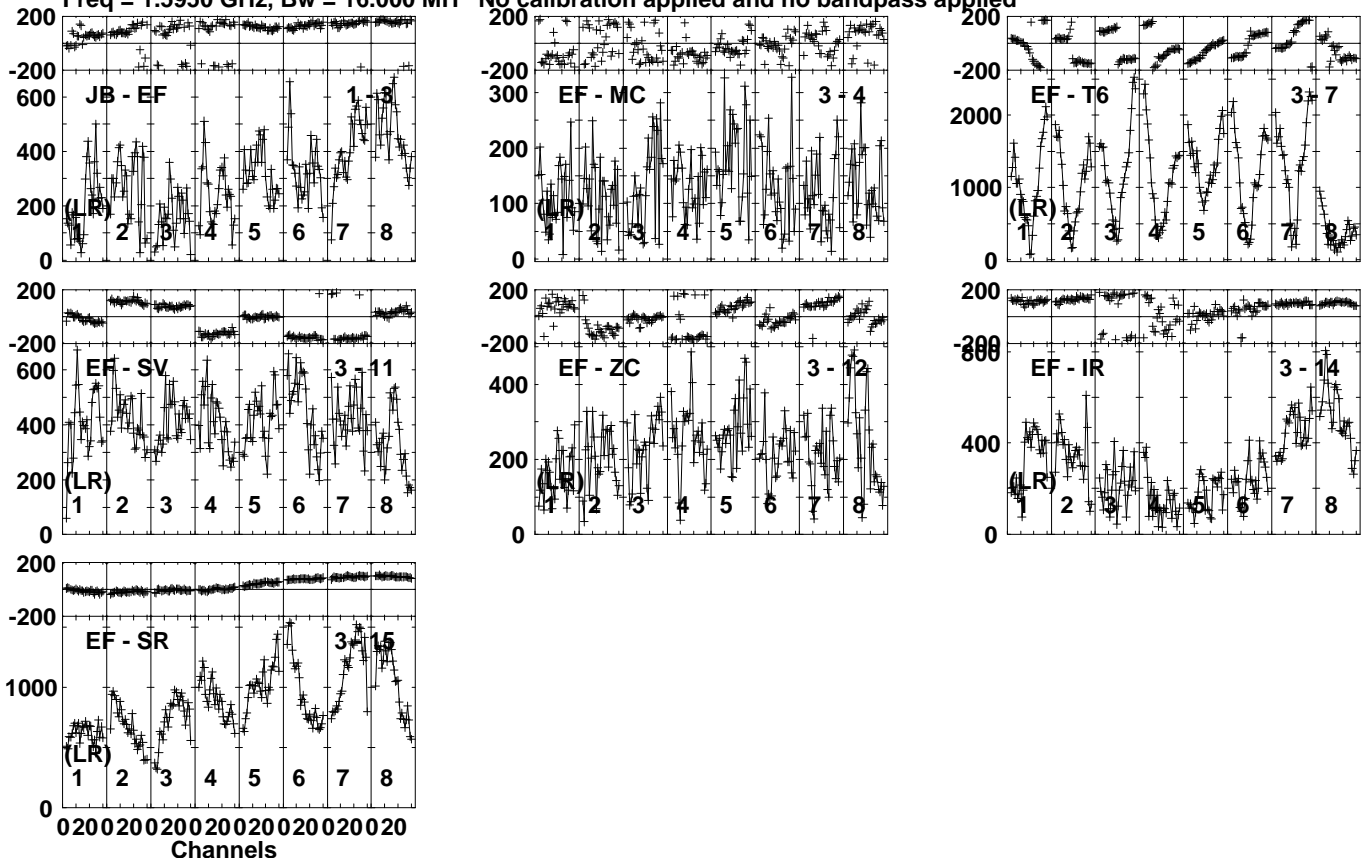 Freq = 1.5950 GHz, Bw = 16.000 MH No calibration applied and no bandpass applied
200
-200
JB - EF 1 - 3
600
400
200
0
(LR)
1 2 3 4 5 6 7 8
200
-200
EF - MC 3 - 4
300
200
100
0
(LR)
1 2 3 4 5 6 7 8
200
-200
EF - T6 3 - 7
2000
1000
0
(LR)
1 2 3 4 5 6 7 8
200
-200
EF - SV 3 - 11
600
400
200
0
(LR)
1 2 3 4 5 6 7 8
200
-200
EF - ZC 3 - 12
400
200
0
(LR)
1 2 3 4 5 6 7 8
200
-200
800
EF - IR 3 - 14
400
0
(LR)
1 2 3 4 5 6 7 8
200
-200
EF - SR 3 - 15
1000
0
(LR)
1 2 3 4 5 6 7 8
0 20 0 20 0 20 0 20 0 20 0 20 0 20 0 20
Channels